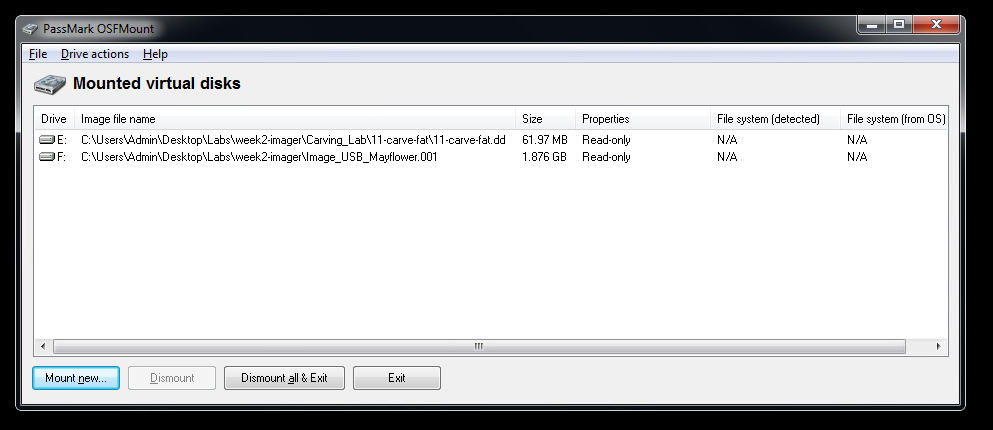 PassMark OSFMount
File Drive actions Help
Mounted virtual disks
Drive Image file name Size Properties File system (detected) File system (from OS)
E: C:\Users\Admin\Desktop\Labs\week2-imager\Carving_Lab\11-carve-fat\11-carve-fat.dd 61.97 MB Read-only N/A N/A
F: C:\Users\Admin\Desktop\Labs\week2-imager\Image_USB_Mayflower.001 1.876 GB Read-only N/A N/A
Mount new... Dismount Dismount all & Exit Exit